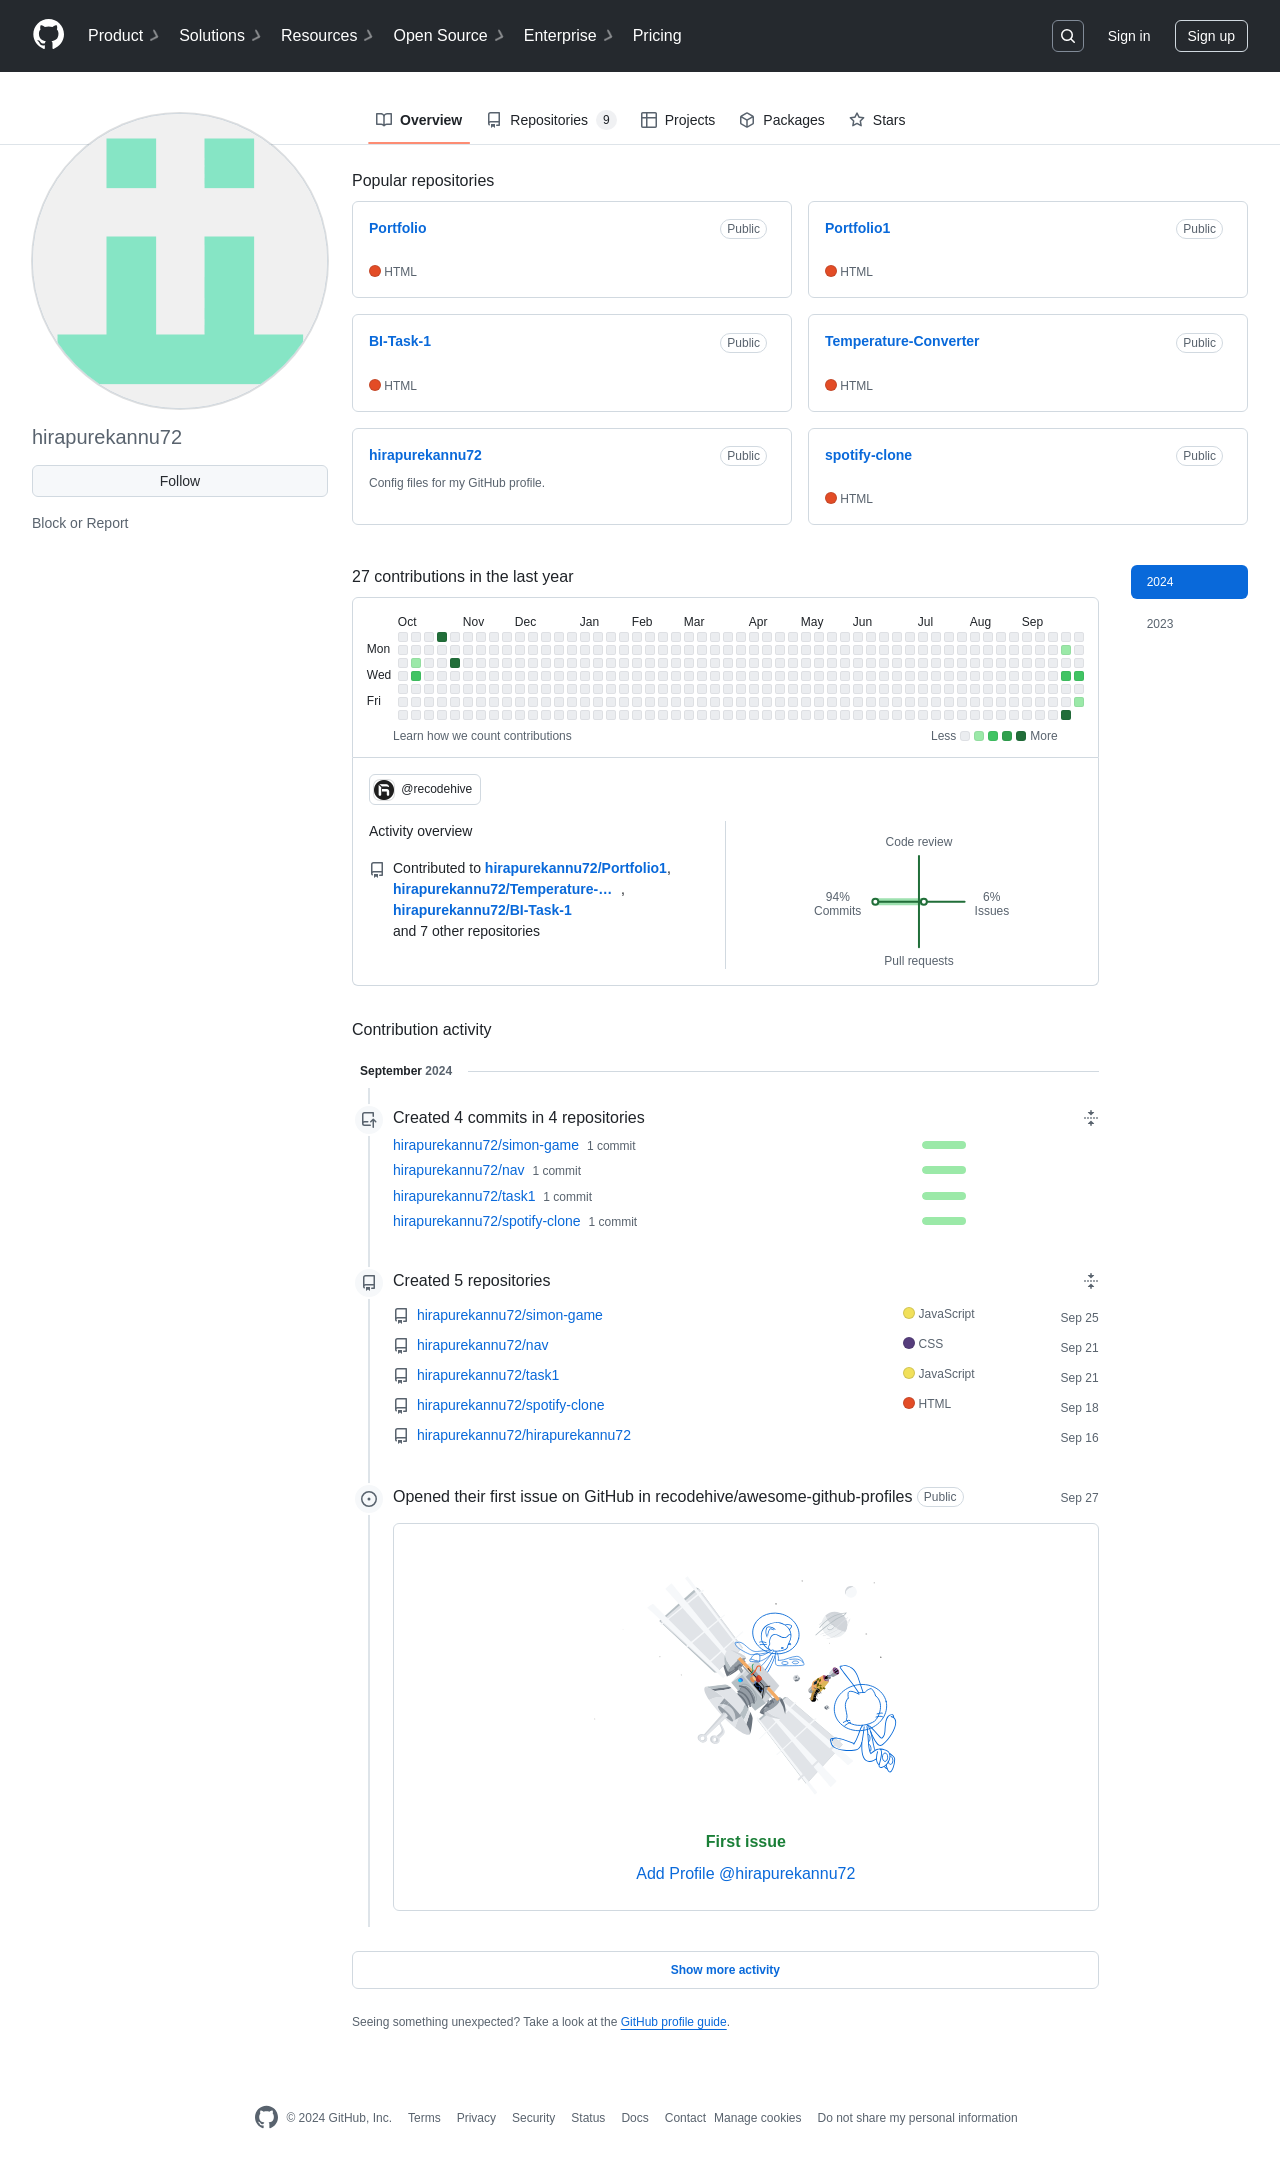 Product
Solutions
Resources
Open Source
Enterprise
Pricing
Sign in
Sign up
Overview
Repositories 9
Projects
Packages
Stars
hirapurekannu72
Follow
Block or Report
Popular repositories
Portfolio
Public
HTML
Portfolio1
Public
HTML
BI-Task-1
Public
HTML
Temperature-Converter
Public
HTML
hirapurekannu72
Public
Config files for my GitHub profile.
spotify-clone
Public
HTML
27 contributions in the last year
2024
2023
Oct Nov Dec Jan Feb Mar Apr May Jun Jul Aug Sep
Mon
Wed
Fri
Learn how we count contributions
Less More
@recodehive
Activity overview
Contributed to hirapurekannu72/Portfolio1,
hirapurekannu72/Temperature-… ,
hirapurekannu72/BI-Task-1
and 7 other repositories
Code review
94%
Commits
6%
Issues
Pull requests
Contribution activity
September 2024
Created 4 commits in 4 repositories
hirapurekannu72/simon-game 1 commit
hirapurekannu72/nav 1 commit
hirapurekannu72/task1 1 commit
hirapurekannu72/spotify-clone 1 commit
Created 5 repositories
hirapurekannu72/simon-game JavaScript Sep 25
hirapurekannu72/nav CSS Sep 21
hirapurekannu72/task1 JavaScript Sep 21
hirapurekannu72/spotify-clone HTML Sep 18
hirapurekannu72/hirapurekannu72 Sep 16
Opened their first issue on GitHub in recodehive/awesome-github-profiles Public Sep 27
First issue
Add Profile @hirapurekannu72
Show more activity
Seeing something unexpected? Take a look at the GitHub profile guide.
© 2024 GitHub, Inc. Terms Privacy Security Status Docs Contact Manage cookies Do not share my personal information